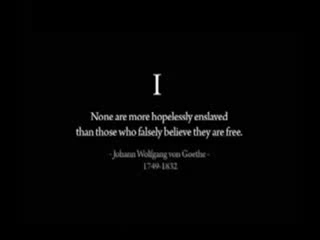 I
None are more hopelessly enslaved
than those who falsely believe they are free.
- Johann Wolfgang von Goethe -
1749-1832